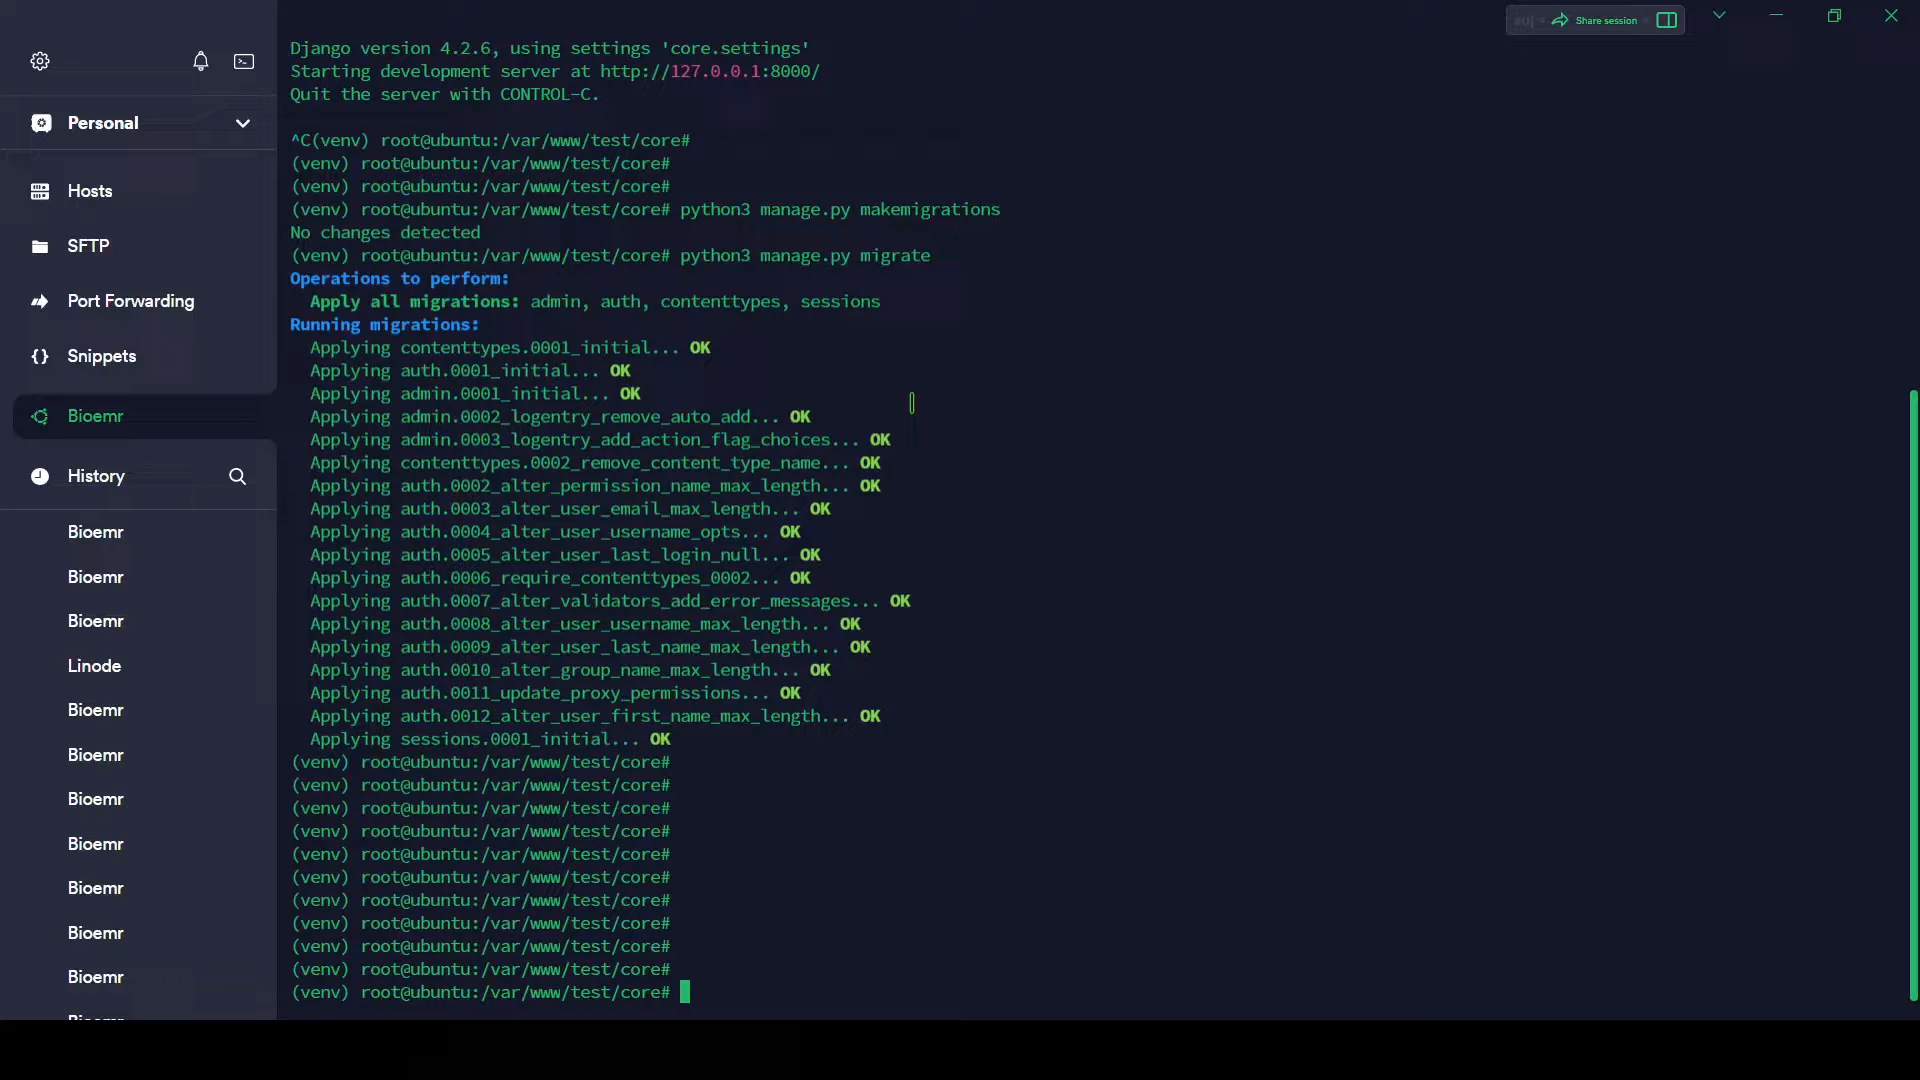 Share session
Personal
Hosts
SFTP
Port Forwarding
Snippets
Bioemr
History
Bioemr
Bioemr
Bioemr
Linode
Bioemr
Bioemr
Bioemr
Bioemr
Bioemr
Bioemr
Bioemr
Django version 4.2.6, using settings 'core.settings'
Starting development server at http://127.0.0.1:8000/
Quit the server with CONTROL-C.
^C(venv) root@ubuntu:/var/www/test/core#
(venv) root@ubuntu:/var/www/test/core#
(venv) root@ubuntu:/var/www/test/core#
(venv) root@ubuntu:/var/www/test/core# python3 manage.py makemigrations
No changes detected
(venv) root@ubuntu:/var/www/test/core# python3 manage.py migrate
Operations to perform:
Apply all migrations: admin, auth, contenttypes, sessions
Running migrations:
Applying contenttypes.0001_initial... OK
Applying auth.0001_initial... OK
Applying admin.0001_initial... OK
Applying admin.0002_logentry_remove_auto_add... OK
Applying admin.0003_logentry_add_action_flag_choices... OK
Applying contenttypes.0002_remove_content_type_name... OK
Applying auth.0002_alter_permission_name_max_length... OK
Applying auth.0003_alter_user_email_max_length... OK
Applying auth.0004_alter_user_username_opts... OK
Applying auth.0005_alter_user_last_login_null... OK
Applying auth.0006_require_contenttypes_0002... OK
Applying auth.0007_alter_validators_add_error_messages... OK
Applying auth.0008_alter_user_username_max_length... OK
Applying auth.0009_alter_user_last_name_max_length... OK
Applying auth.0010_alter_group_name_max_length... OK
Applying auth.0011_update_proxy_permissions... OK
Applying auth.0012_alter_user_first_name_max_length... OK
Applying sessions.0001_initial... OK
(venv) root@ubuntu:/var/www/test/core#
(venv) root@ubuntu:/var/www/test/core#
(venv) root@ubuntu:/var/www/test/core#
(venv) root@ubuntu:/var/www/test/core#
(venv) root@ubuntu:/var/www/test/core#
(venv) root@ubuntu:/var/www/test/core#
(venv) root@ubuntu:/var/www/test/core#
(venv) root@ubuntu:/var/www/test/core#
(venv) root@ubuntu:/var/www/test/core#
(venv) root@ubuntu:/var/www/test/core#
(venv) root@ubuntu:/var/www/test/core#